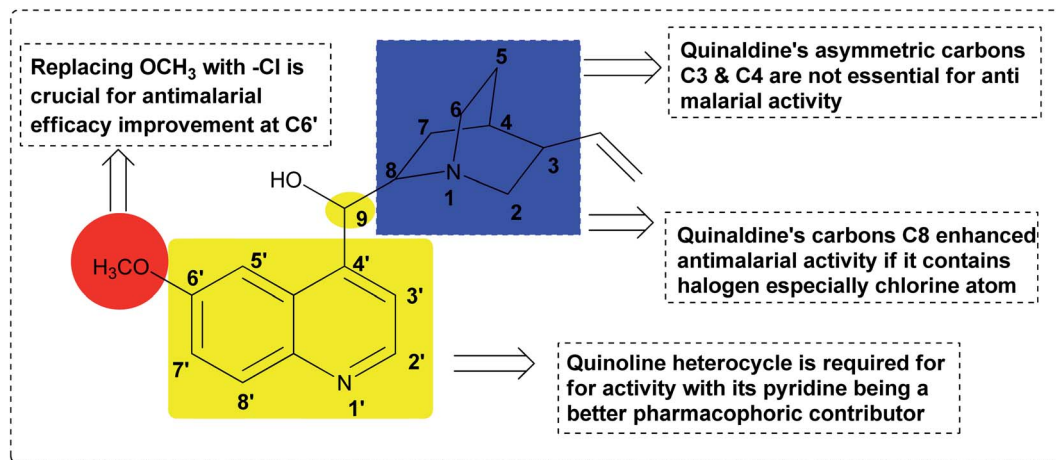 Replacing OCH3 with -Cl is
crucial for antimalarial
efficacy improvement at C6'
Quinaldine's asymmetric carbons
C3 & C4 are not essential for anti
malarial activity
5
6
7
4
8
3
N
1
2
HO
9
Quinaldine's carbons C8 enhanced
antimalarial activity if it contains
halogen especially chlorine atom
H3CO
6'
5'
4'
3'
2'
7'
8'
N
1'
Quinoline heterocycle is required for
for activity with its pyridine being a
better pharmacophoric contributor